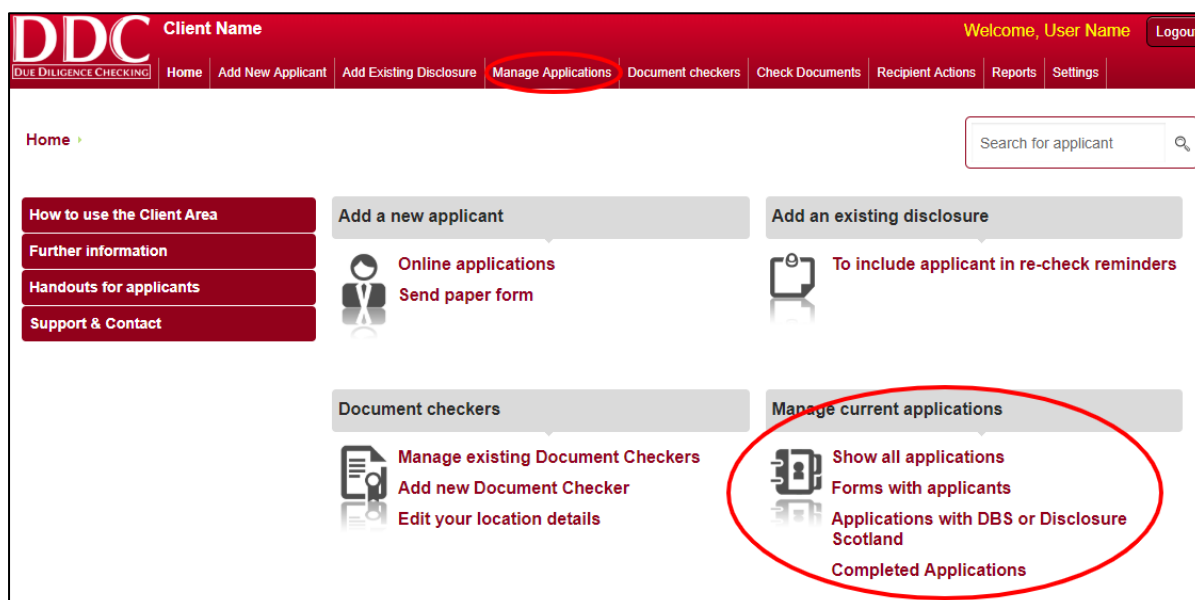 DDC
DUE DILIGENCE CHECKING
Client Name
Welcome, User Name
Logout
Home
Add New Applicant
Add Existing Disclosure
Manage Applications
Document checkers
Check Documents
Recipient Actions
Reports
Settings
Home
Search for applicant
How to use the Client Area
Further information
Handouts for applicants
Support & Contact
Add a new applicant
Online applications
Send paper form
Add an existing disclosure
To include applicant in re-check reminders
Document checkers
Manage existing Document Checkers
Add new Document Checker
Edit your location details
Manage current applications
Show all applications
Forms with applicants
Applications with DBS or Disclosure
Scotland
Completed Applications